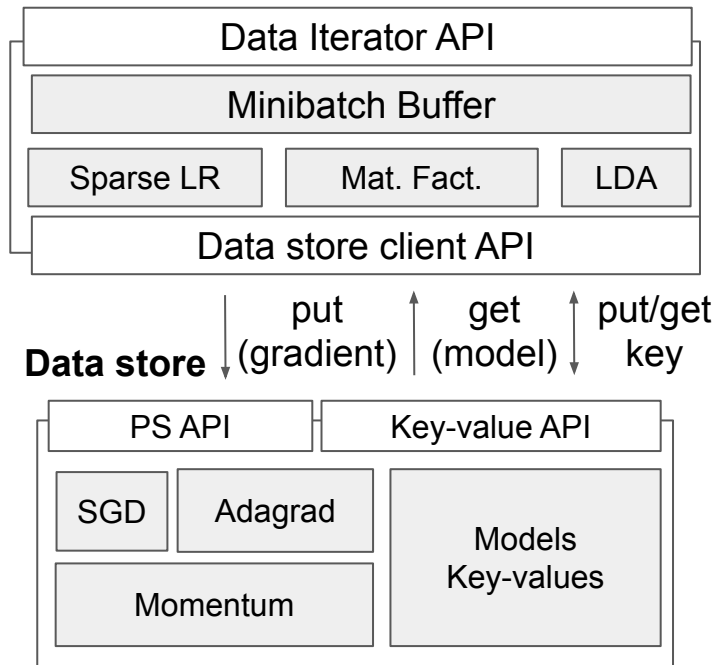 Data Iterator API
Minibatch Buffer
Sparse LR
Mat. Fact.
LDA
Data store client API
put
(gradient)
get
(model)
put/get
key
Data store
PS API
Key-value API
SGD
Adagrad
Momentum
Models
Key-values